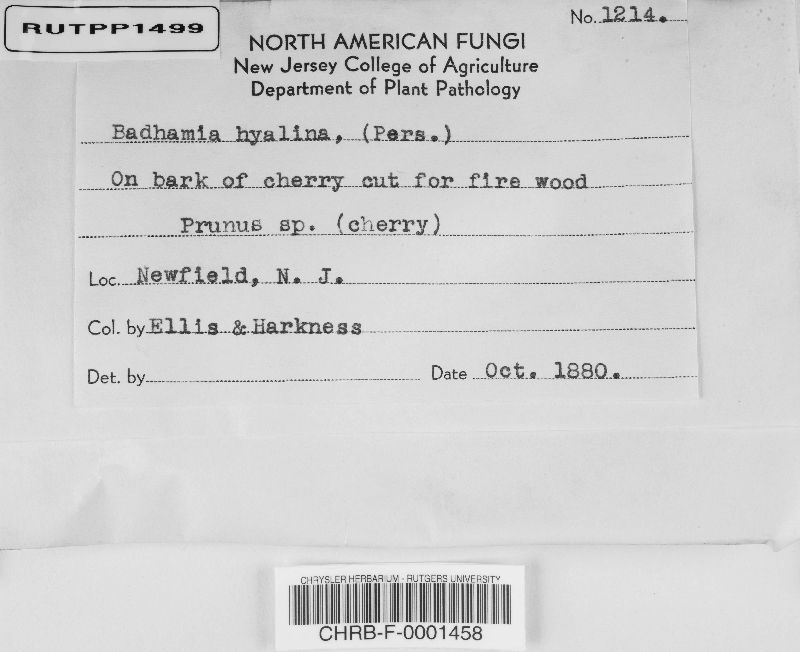 RUTPP1499
No. 1214.
NORTH AMERICAN FUNGI
New Jersey College of Agriculture
Department of Plant Pathology
Badhamia hyalina, (Pers.)
On bark of cherry cut for fire wood
Prunus sp. (cherry)
Loc. Newfield, N. J.
Col. by Ellis & Harkness
Det. by
Date Oct. 1880.
CHRYSLER HERBARIUM - RUTGERS UNIVERSITY
CHRB-F-0001458